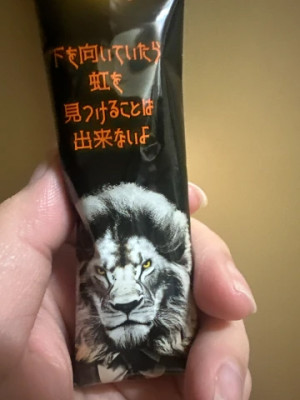 下を向いていたら
虹を
見つけることは
出来ないよ